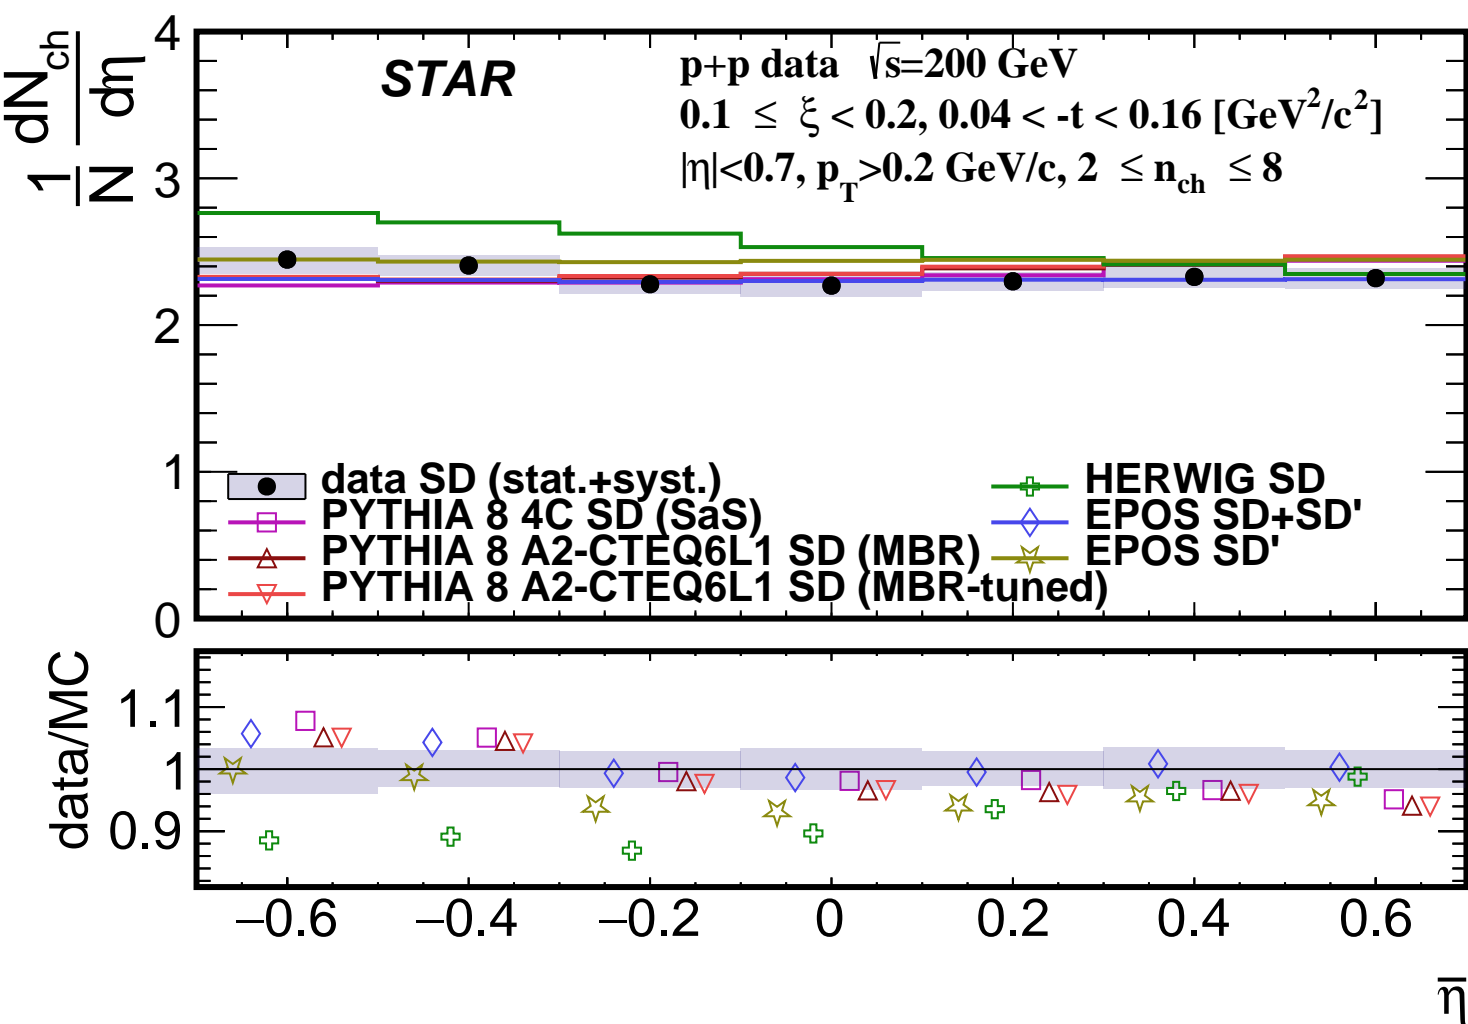 4
3
2
1
0
1 dN_ch
N dη
STAR
p+p data √s=200 GeV
0.1 ≤ ξ < 0.2, 0.04 < -t < 0.16 [GeV²/c²]
|η|<0.7, p_T>0.2 GeV/c, 2 ≤ n_ch ≤ 8
data SD (stat.+syst.)
PYTHIA 8 4C SD (SaS)
PYTHIA 8 A2-CTEQ6L1 SD (MBR)
PYTHIA 8 A2-CTEQ6L1 SD (MBR-tuned)
HERWIG SD
EPOS SD+SD'
EPOS SD'
data/MC
1.1
1
0.9
−0.6 −0.4 −0.2 0 0.2 0.4 0.6
η̅